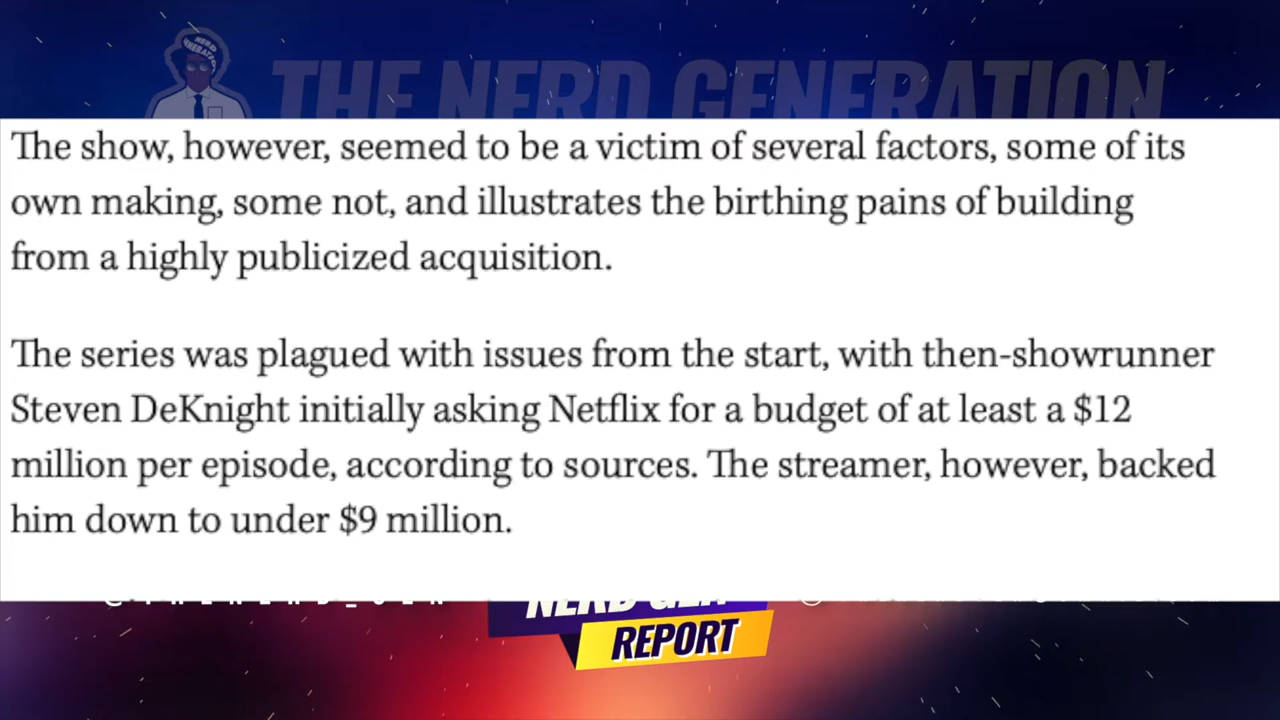 THE NERD GENERATION
The show, however, seemed to be a victim of several factors, some of its
own making, some not, and illustrates the birthing pains of building
from a highly publicized acquisition.
The series was plagued with issues from the start, with then-showrunner
Steven DeKnight initially asking Netflix for a budget of at least a $12
million per episode, according to sources. The streamer, however, backed
him down to under $9 million.
NERD GEN
REPORT